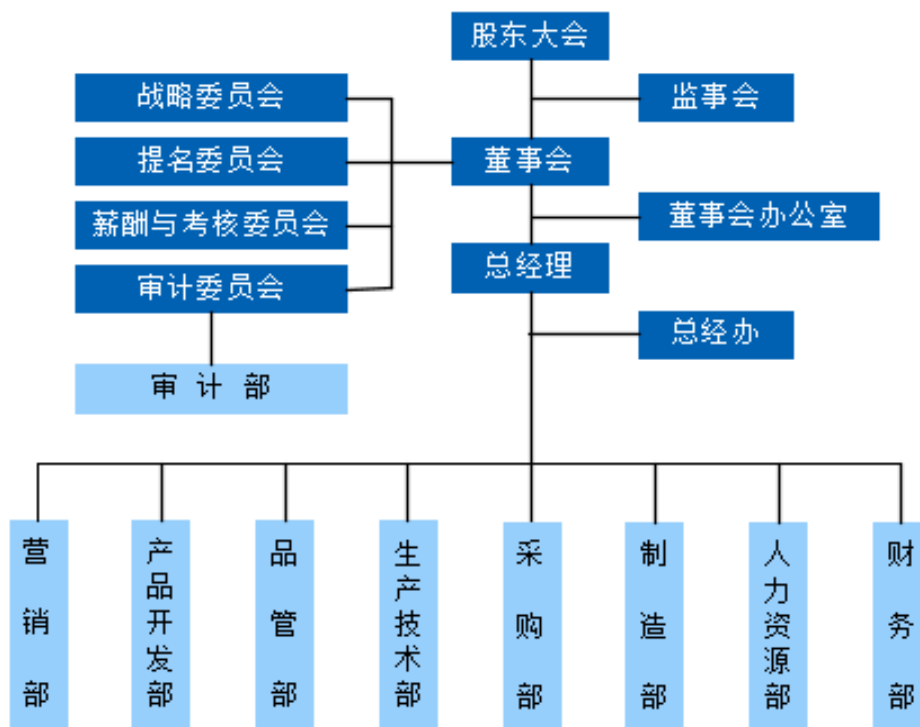 股东大会
战略委员会
监事会
提名委员会
董事会
薪酬与考核委员会
董事会办公室
总经理
审计委员会
总经办
审计部
营销部
产品开发部
品管部
生产技术部
采购部
制造部
人力资源部
财务部